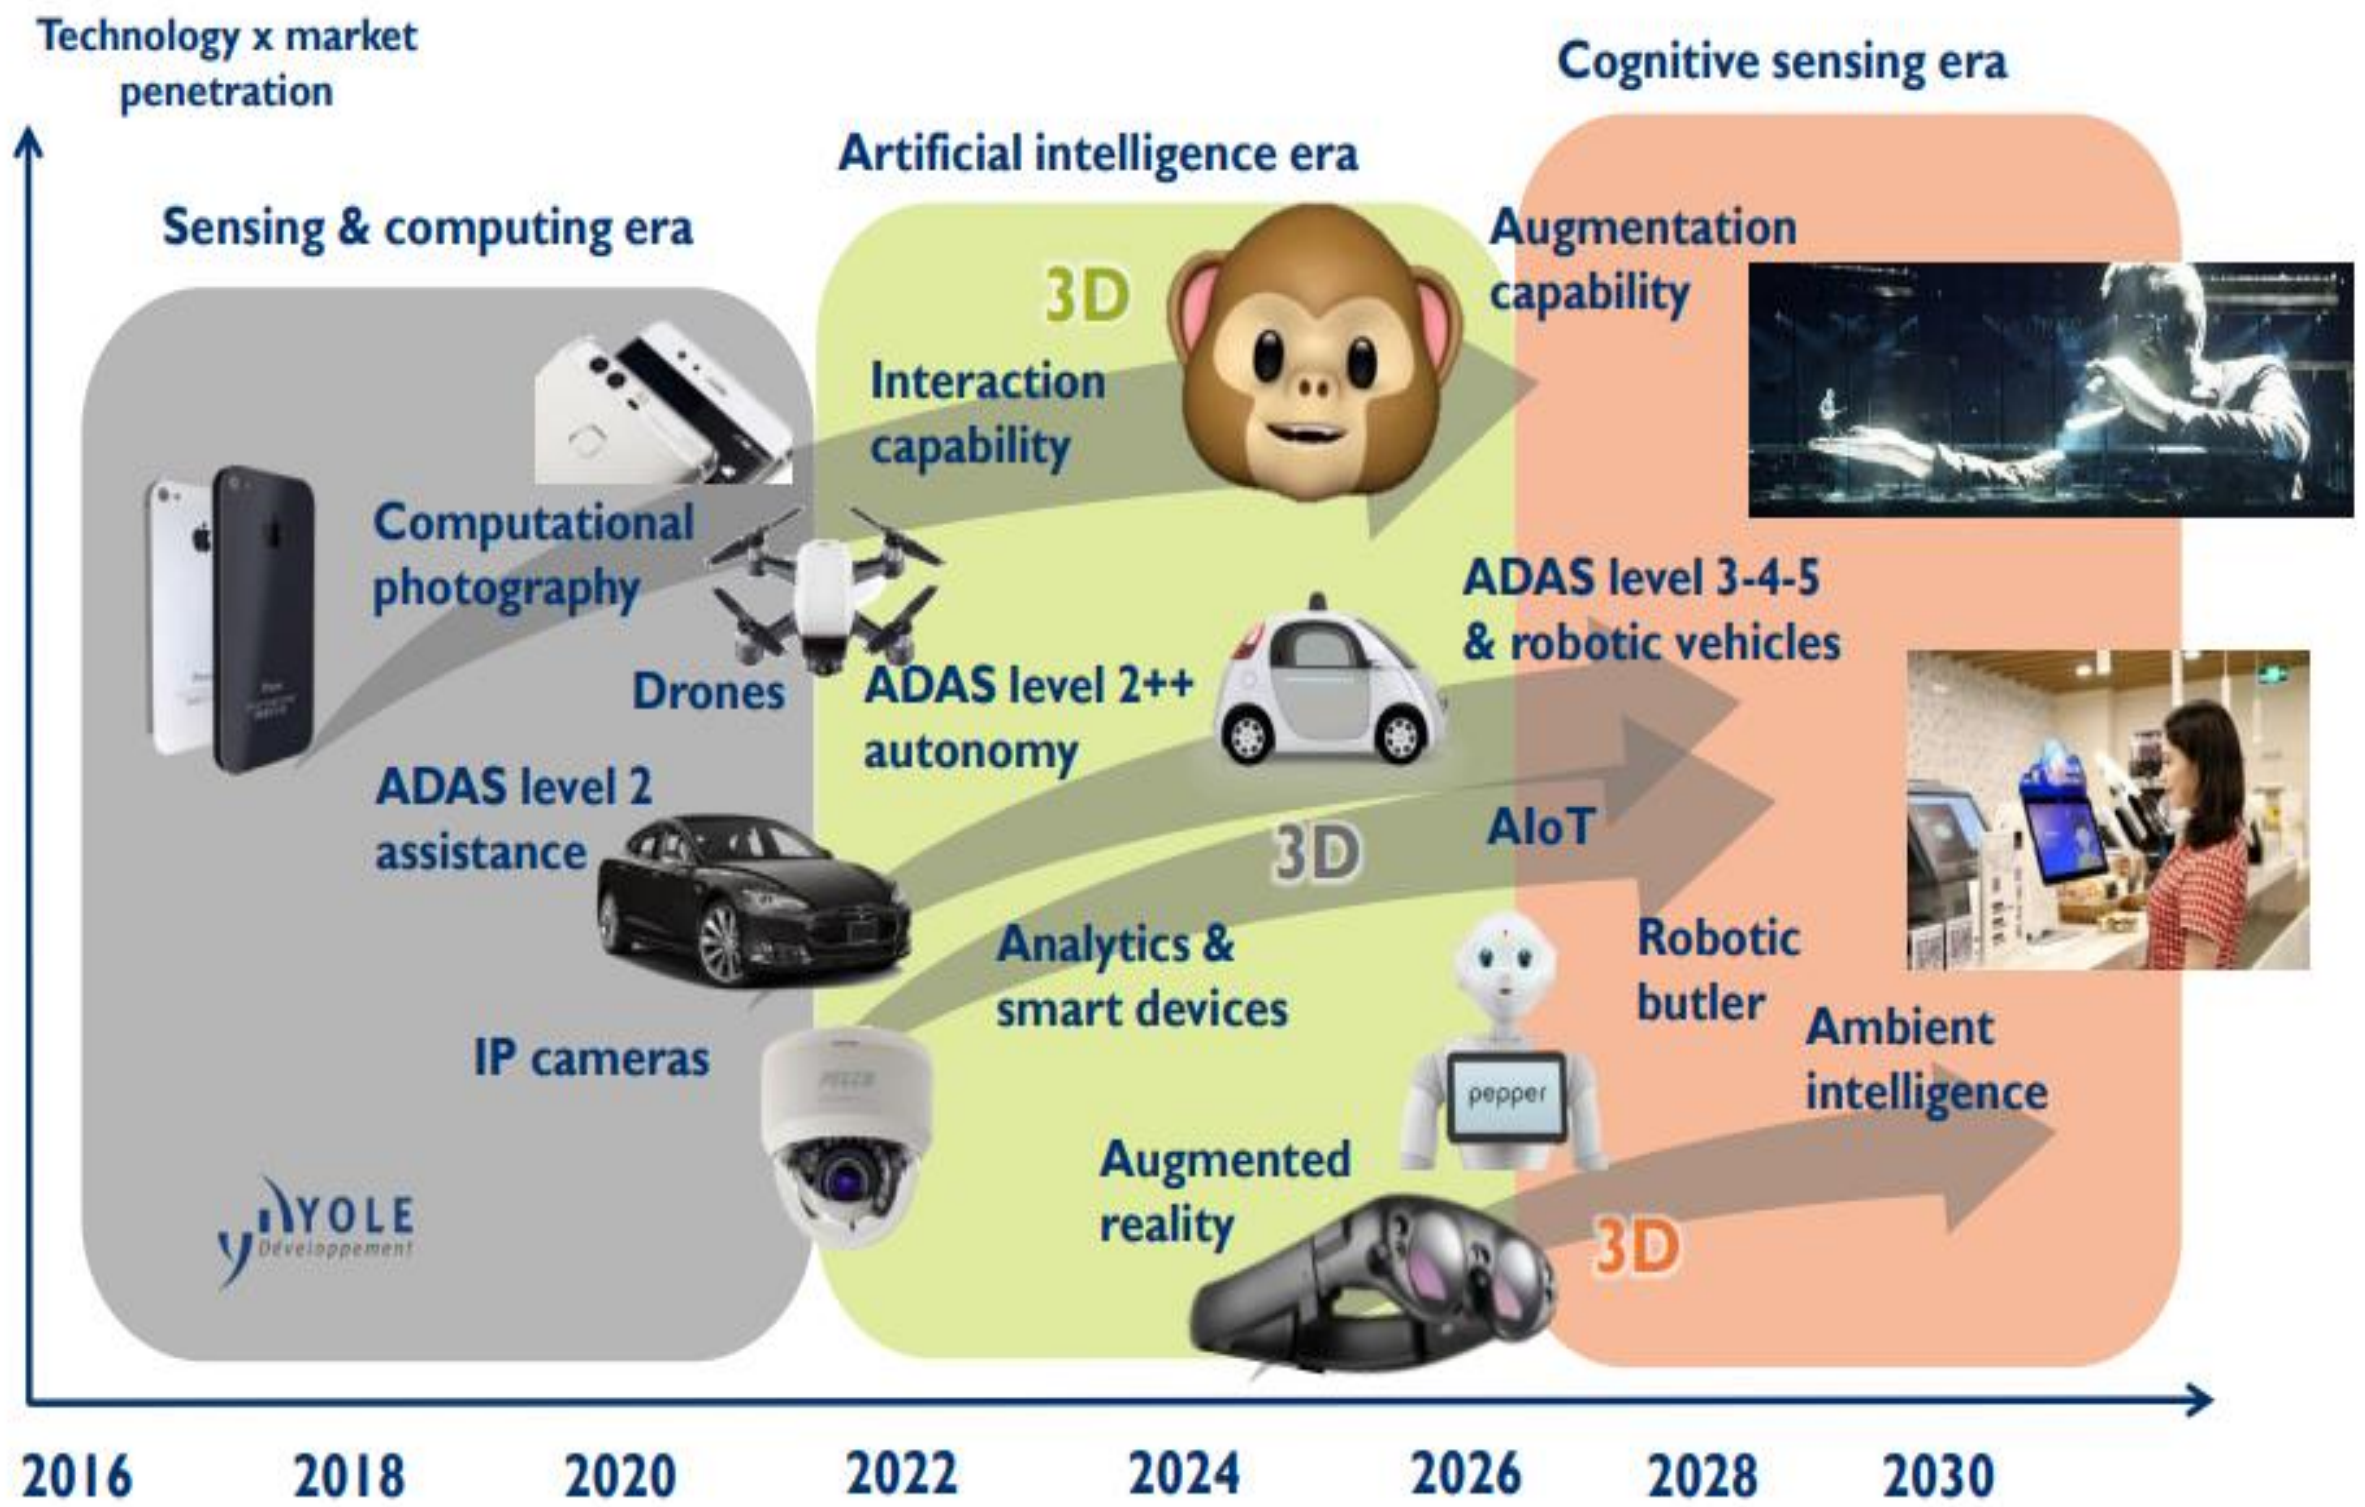 Technology x market
penetration
Cognitive sensing era
Artificial intelligence era
Sensing & computing era
Augmentation
capability
3D
Interaction
capability
Computational
photography
ADAS level 3-4-5
& robotic vehicles
Drones
ADAS level 2++
autonomy
ADAS level 2
assistance
AIoT
3D
Analytics &
smart devices
Robotic
butler
IP cameras
Ambient
intelligence
pepper
Augmented
reality
YOLE
Développement
3D
2016 2018 2020 2022 2024 2026 2028 2030